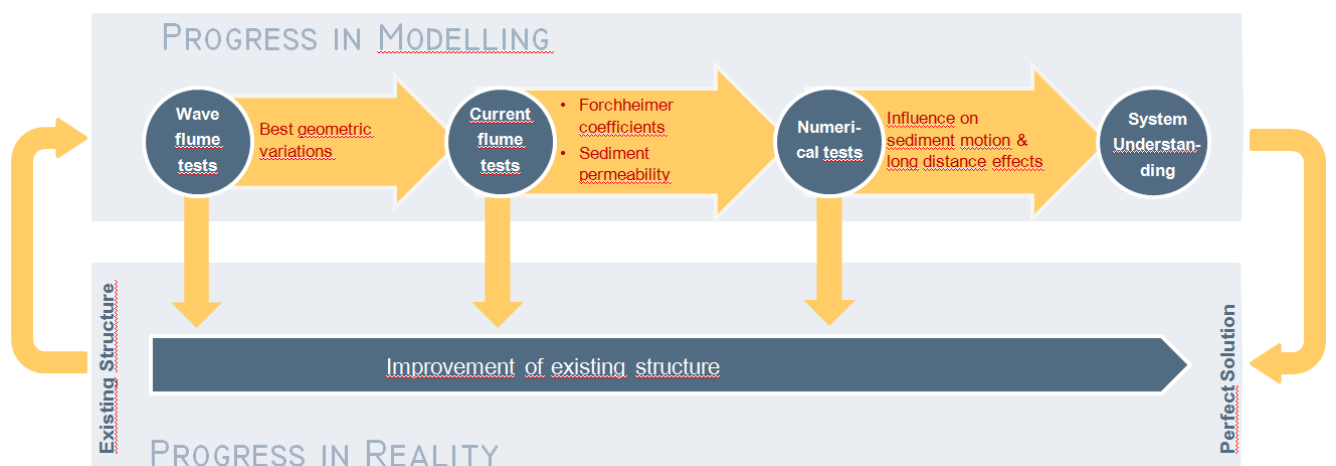 PROGRESS IN MODELLING
Wave
flume
tests
Best geometric
variations
Current
flume
tests
• Forchheimer
coefficients
• Sediment
permeability
Numeri-
cal tests
Influence on
sediment motion &
long distance effects
System
Understan-
ding
Existing Structure
Improvement of existing structure
Perfect Solution
PROGRESS IN REALITY